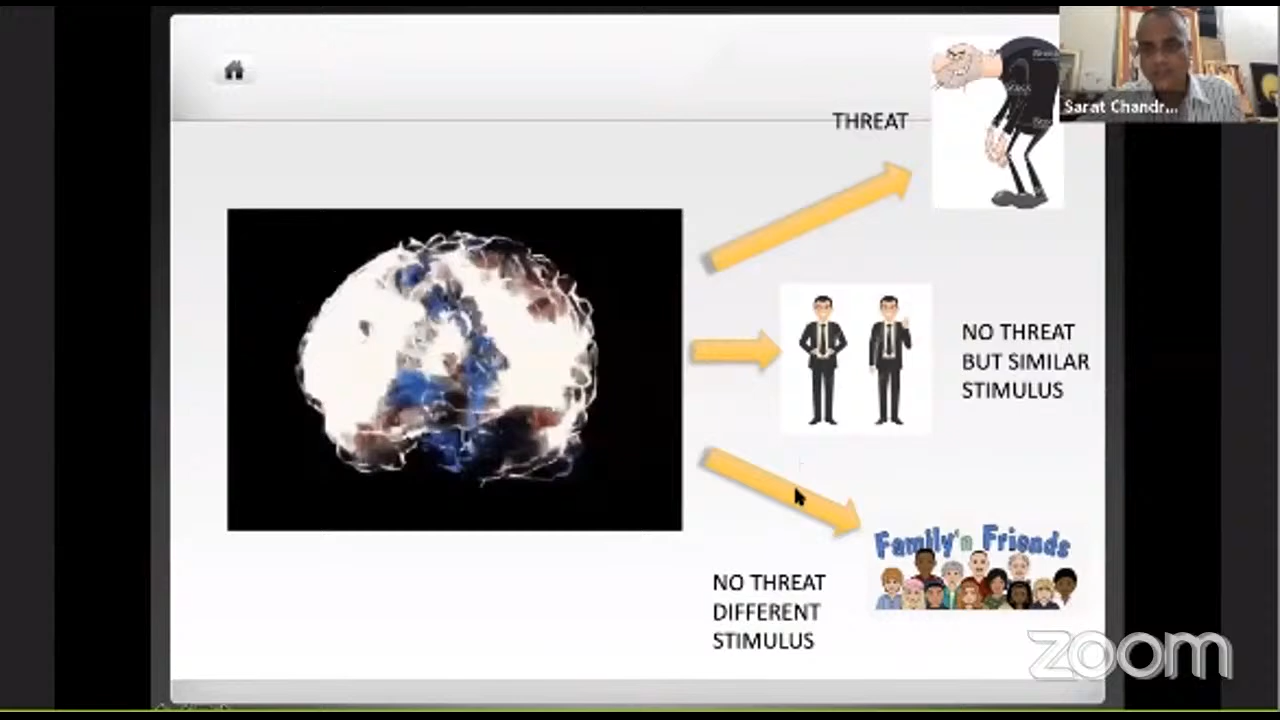 THREAT
Sarat Chandr...
NO THREAT
BUT SIMILAR
STIMULUS
Family'n Friends
NO THREAT
DIFFERENT
STIMULUS
zoom